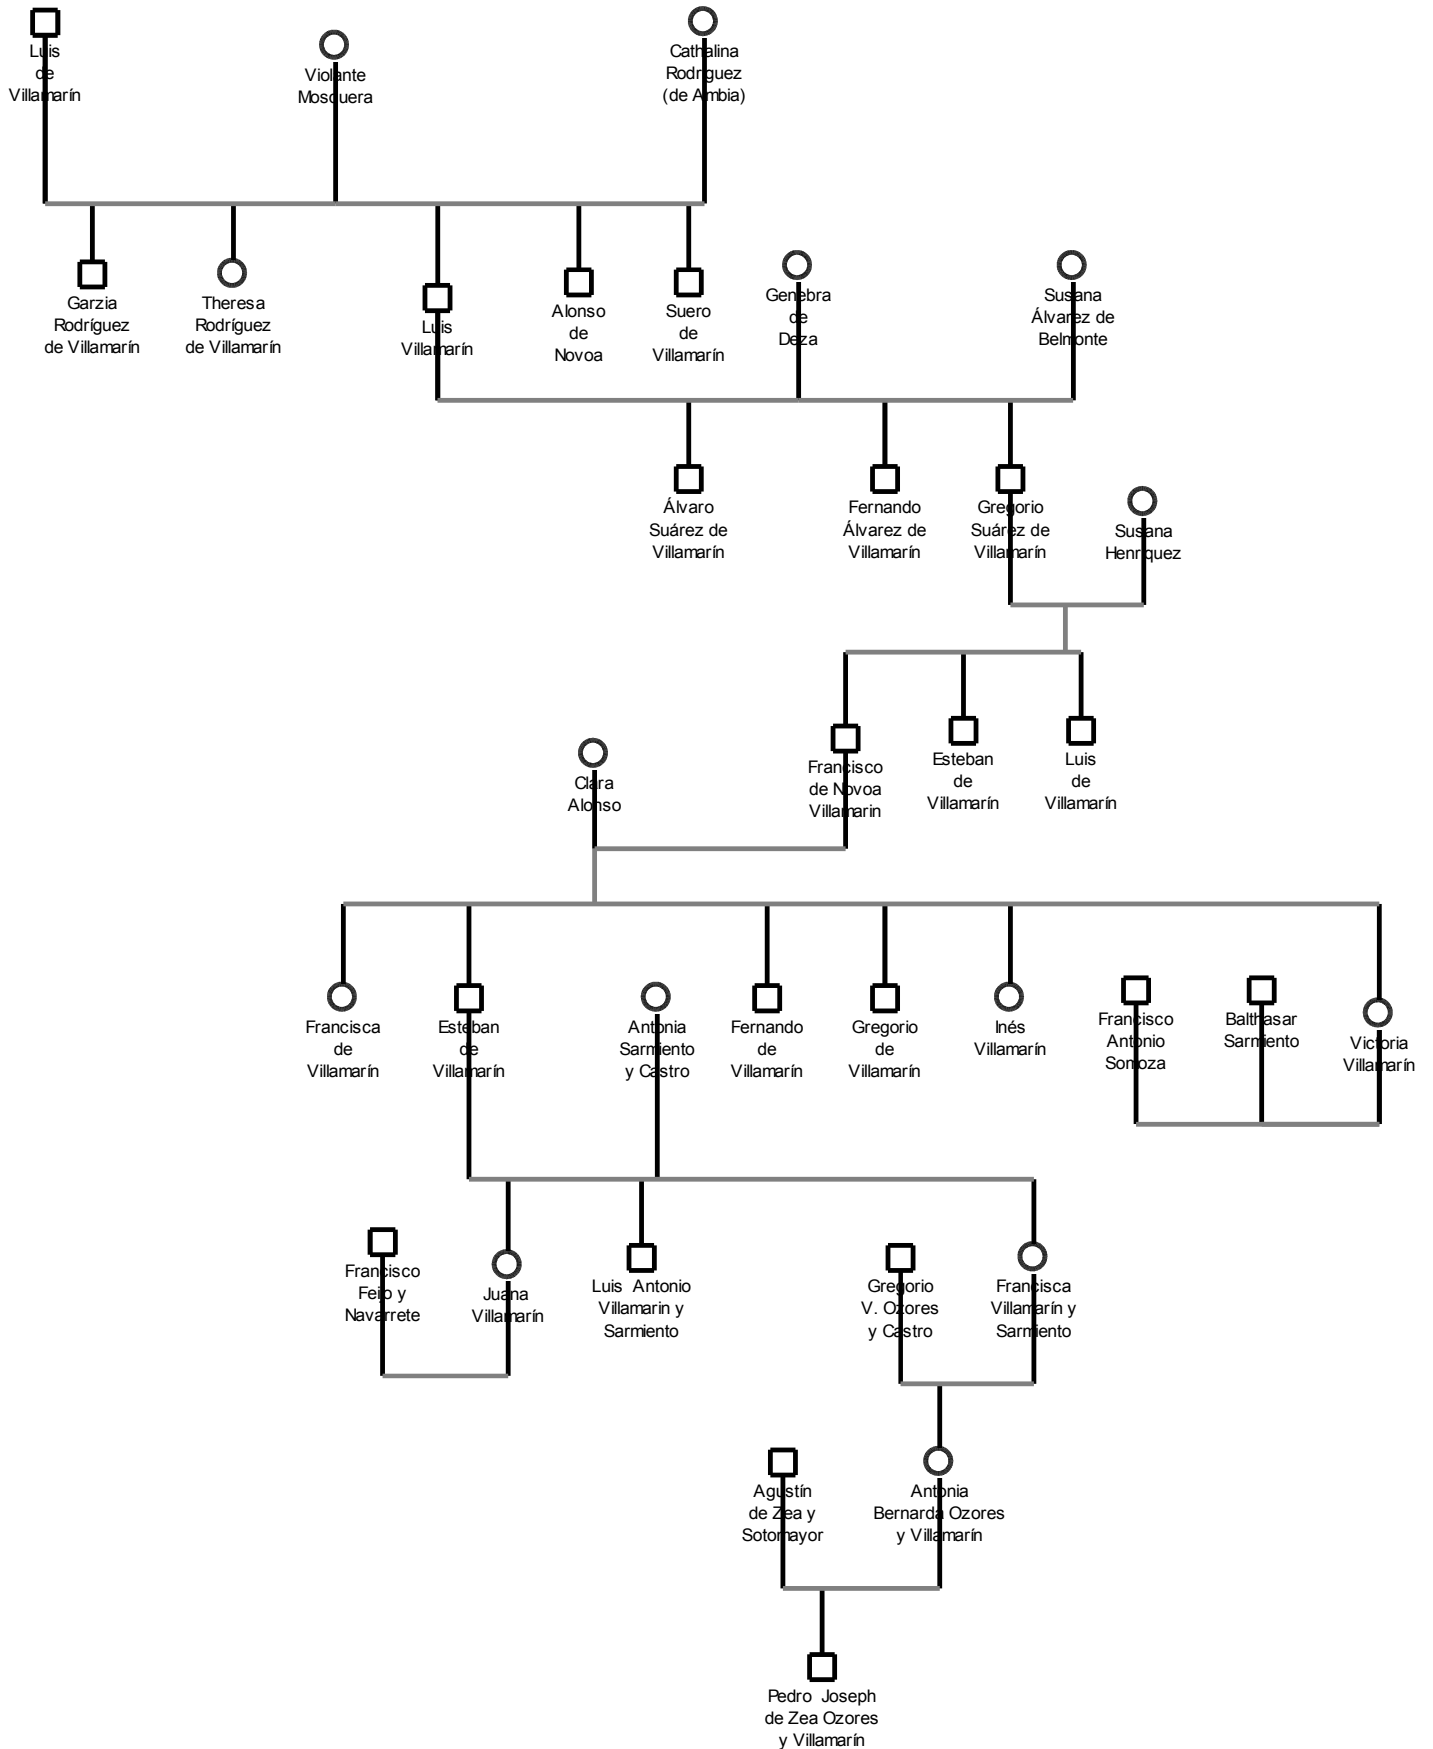 Luis
de
Villamarín
Violante
Mosquera
Cathalina
Rodríguez
(de Ambia)
Garzia
Rodríguez
de Villamarín
Theresa
Rodríguez
de Villamarín
Luis
Villamarín
Alonso
de
Novoa
Suero
de
Villamarín
Genebra
de
Deza
Susana
Álvarez de
Belmonte
Álvaro
Suárez de
Villamarín
Fernando
Álvarez de
Villamarín
Gregorio
Suárez de
Villamarín
Susana
Henriquez
Clara
Alonso
Francisco
de Novoa
Villamarin
Esteban
de
Villamarín
Luis
de
Villamarín
Francisca
de
Villamarín
Esteban
de
Villamarín
Antonia
Sarmiento
y Castro
Fernando
de
Villamarín
Gregorio
de
Villamarín
Inés
Villamarín
Francisco
Antonio
Somoza
Balthasar
Sarmiento
Victoria
Villamarín
Francisco
Feijo y
Navarrete
Juana
Villamarín
Luis Antonio
Villamarin y
Sarmiento
Gregorio
V. Ozores
y Castro
Francisca
Villamarín y
Sarmiento
Agustín
de Zea y
Sotomayor
Antonia
Bernarda Ozores
y Villamarín
Pedro Joseph
de Zea Ozores
y Villamarín